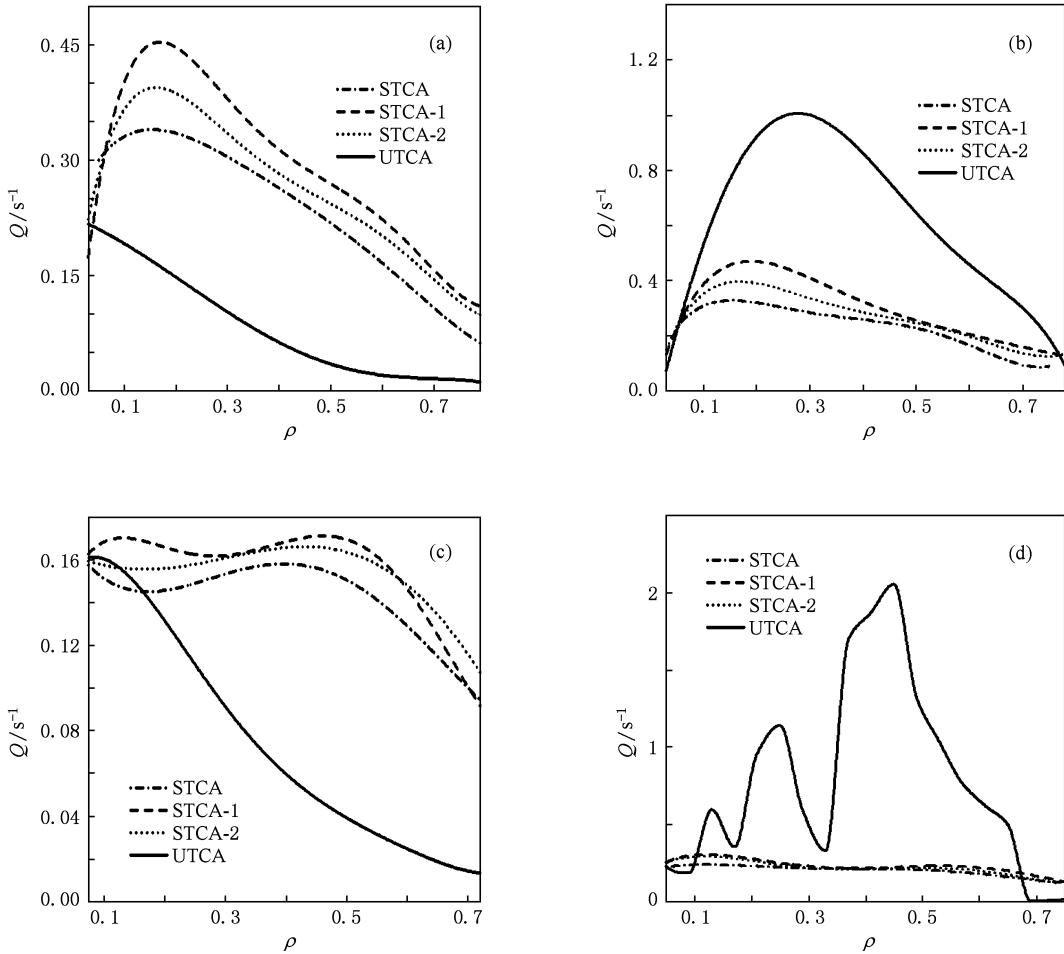 (a)
0.45
0.30
0.15
0.00
Q/s⁻¹
STCA
STCA-1
STCA-2
UTCA
0.1 0.3 0.5 0.7
ρ
(b)
1.2
0.8
0.4
0.0
Q/s⁻¹
STCA
STCA-1
STCA-2
UTCA
0.1 0.3 0.5 0.7
ρ
(c)
0.16
0.12
0.08
0.04
0.00
Q/s⁻¹
STCA
STCA-1
STCA-2
UTCA
0.1 0.3 0.5 0.7
ρ
(d)
2
1
0
Q/s⁻¹
STCA
STCA-1
STCA-2
UTCA
0.1 0.3 0.5 0.7
ρ